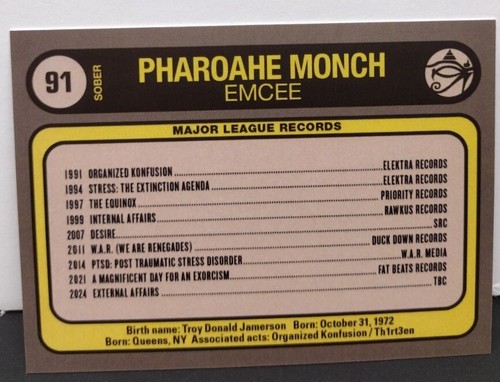 91
SOBER
PHAROAHE MONCH
EMCEE
MAJOR LEAGUE RECORDS
1991 ORGANIZED KONFUSION ELEKTRA RECORDS
1994 STRESS: THE EXTINCTION AGENDA ELEKTRA RECORDS
1997 THE EQUINOX PRIORITY RECORDS
1999 INTERNAL AFFAIRS RAWKUS RECORDS
2007 DESIRE SRC
2011 W.A.R. (WE ARE RENEGADES) DUCK DOWN RECORDS
2014 PTSD: POST TRAUMATIC STRESS DISORDER W.A.R. MEDIA
2021 A MAGNIFICENT DAY FOR AN EXORCISM FAT BEATS RECORDS
2024 EXTERNAL AFFAIRS TBC
Birth name: Troy Donald Jamerson Born: October 31, 1972
Born: Queens, NY Associated acts: Organized Konfusion / Th1rt3en